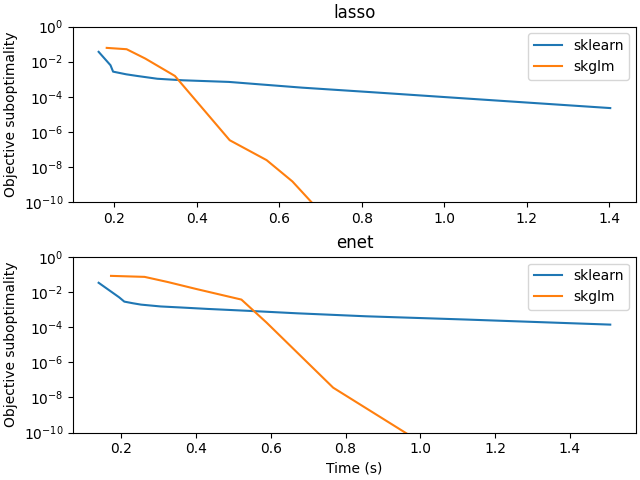 lasso
Objective suboptimality
10^0
10^-2
10^-4
10^-6
10^-8
10^-10
sklearn
skglm
0.2 0.4 0.6 0.8 1.0 1.2 1.4
enet
Objective suboptimality
10^0
10^-2
10^-4
10^-6
10^-8
10^-10
sklearn
skglm
0.2 0.4 0.6 0.8 1.0 1.2 1.4
Time (s)